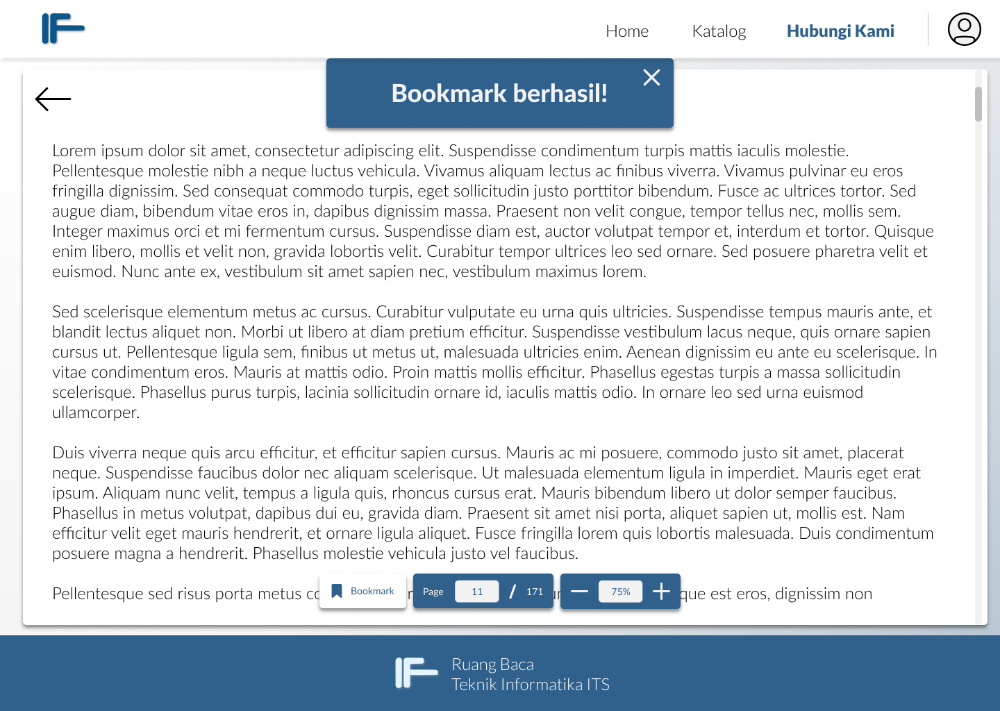 Home Katalog Hubungi Kami
Bookmark berhasil!
Lorem ipsum dolor sit amet, consectetur adipiscing elit. Suspendisse condimentum turpis mattis iaculis molestie.
Pellentesque molestie nibh a neque luctus vehicula. Vivamus aliquam lectus ac finibus viverra. Vivamus pulvinar eu eros
fringilla dignissim. Sed consequat commodo turpis, eget sollicitudin justo porttitor bibendum. Fusce ac ultrices tortor. Sed
augue diam, bibendum vitae eros in, dapibus dignissim massa. Praesent non velit congue, tempor tellus nec, mollis sem.
Integer maximus orci et mi fermentum cursus. Suspendisse diam est, auctor volutpat tempor et, interdum et tortor. Quisque
enim libero, mollis et velit non, gravida lobortis velit. Curabitur tempor ultrices leo sed ornare. Sed posuere pharetra velit et
euismod. Nunc ante ex, vestibulum sit amet sapien nec, vestibulum maximus lorem.
Sed scelerisque elementum metus ac cursus. Curabitur vulputate eu urna quis ultricies. Suspendisse tempus mauris ante, et
blandit lectus aliquet non. Morbi ut libero at diam pretium efficitur. Suspendisse vestibulum lacus neque, quis ornare sapien
cursus ut. Pellentesque ligula sem, finibus ut metus ut, malesuada ultricies enim. Aenean dignissim eu ante eu scelerisque. In
vitae condimentum eros. Mauris at mattis odio. Proin mattis mollis efficitur. Phasellus egestas turpis a massa sollicitudin
scelerisque. Phasellus purus turpis, lacinia sollicitudin ornare id, iaculis mattis odio. In ornare leo sed urna euismod
ullamcorper.
Duis viverra neque quis arcu efficitur, et efficitur sapien cursus. Mauris ac mi posuere, commodo justo sit amet, placerat
neque. Suspendisse faucibus dolor nec aliquam scelerisque. Ut malesuada elementum ligula in imperdiet. Mauris eget erat
ipsum. Aliquam nunc velit, tempus a ligula quis, rhoncus cursus erat. Mauris bibendum libero ut dolor semper faucibus.
Phasellus in metus volutpat, dapibus dui eu, gravida diam. Praesent sit amet nisi porta, aliquet sapien ut, mollis est. Nam
efficitur velit eget mauris hendrerit, et ornare ligula aliquet. Fusce fringilla lorem quis lobortis malesuada. Duis condimentum
posuere magna a hendrerit. Phasellus molestie vehicula justo vel faucibus.
Pellentesque sed risus porta metus est eros, dignissim non
Bookmark Page 11 / 171 75%
Ruang Baca
Teknik Informatika ITS